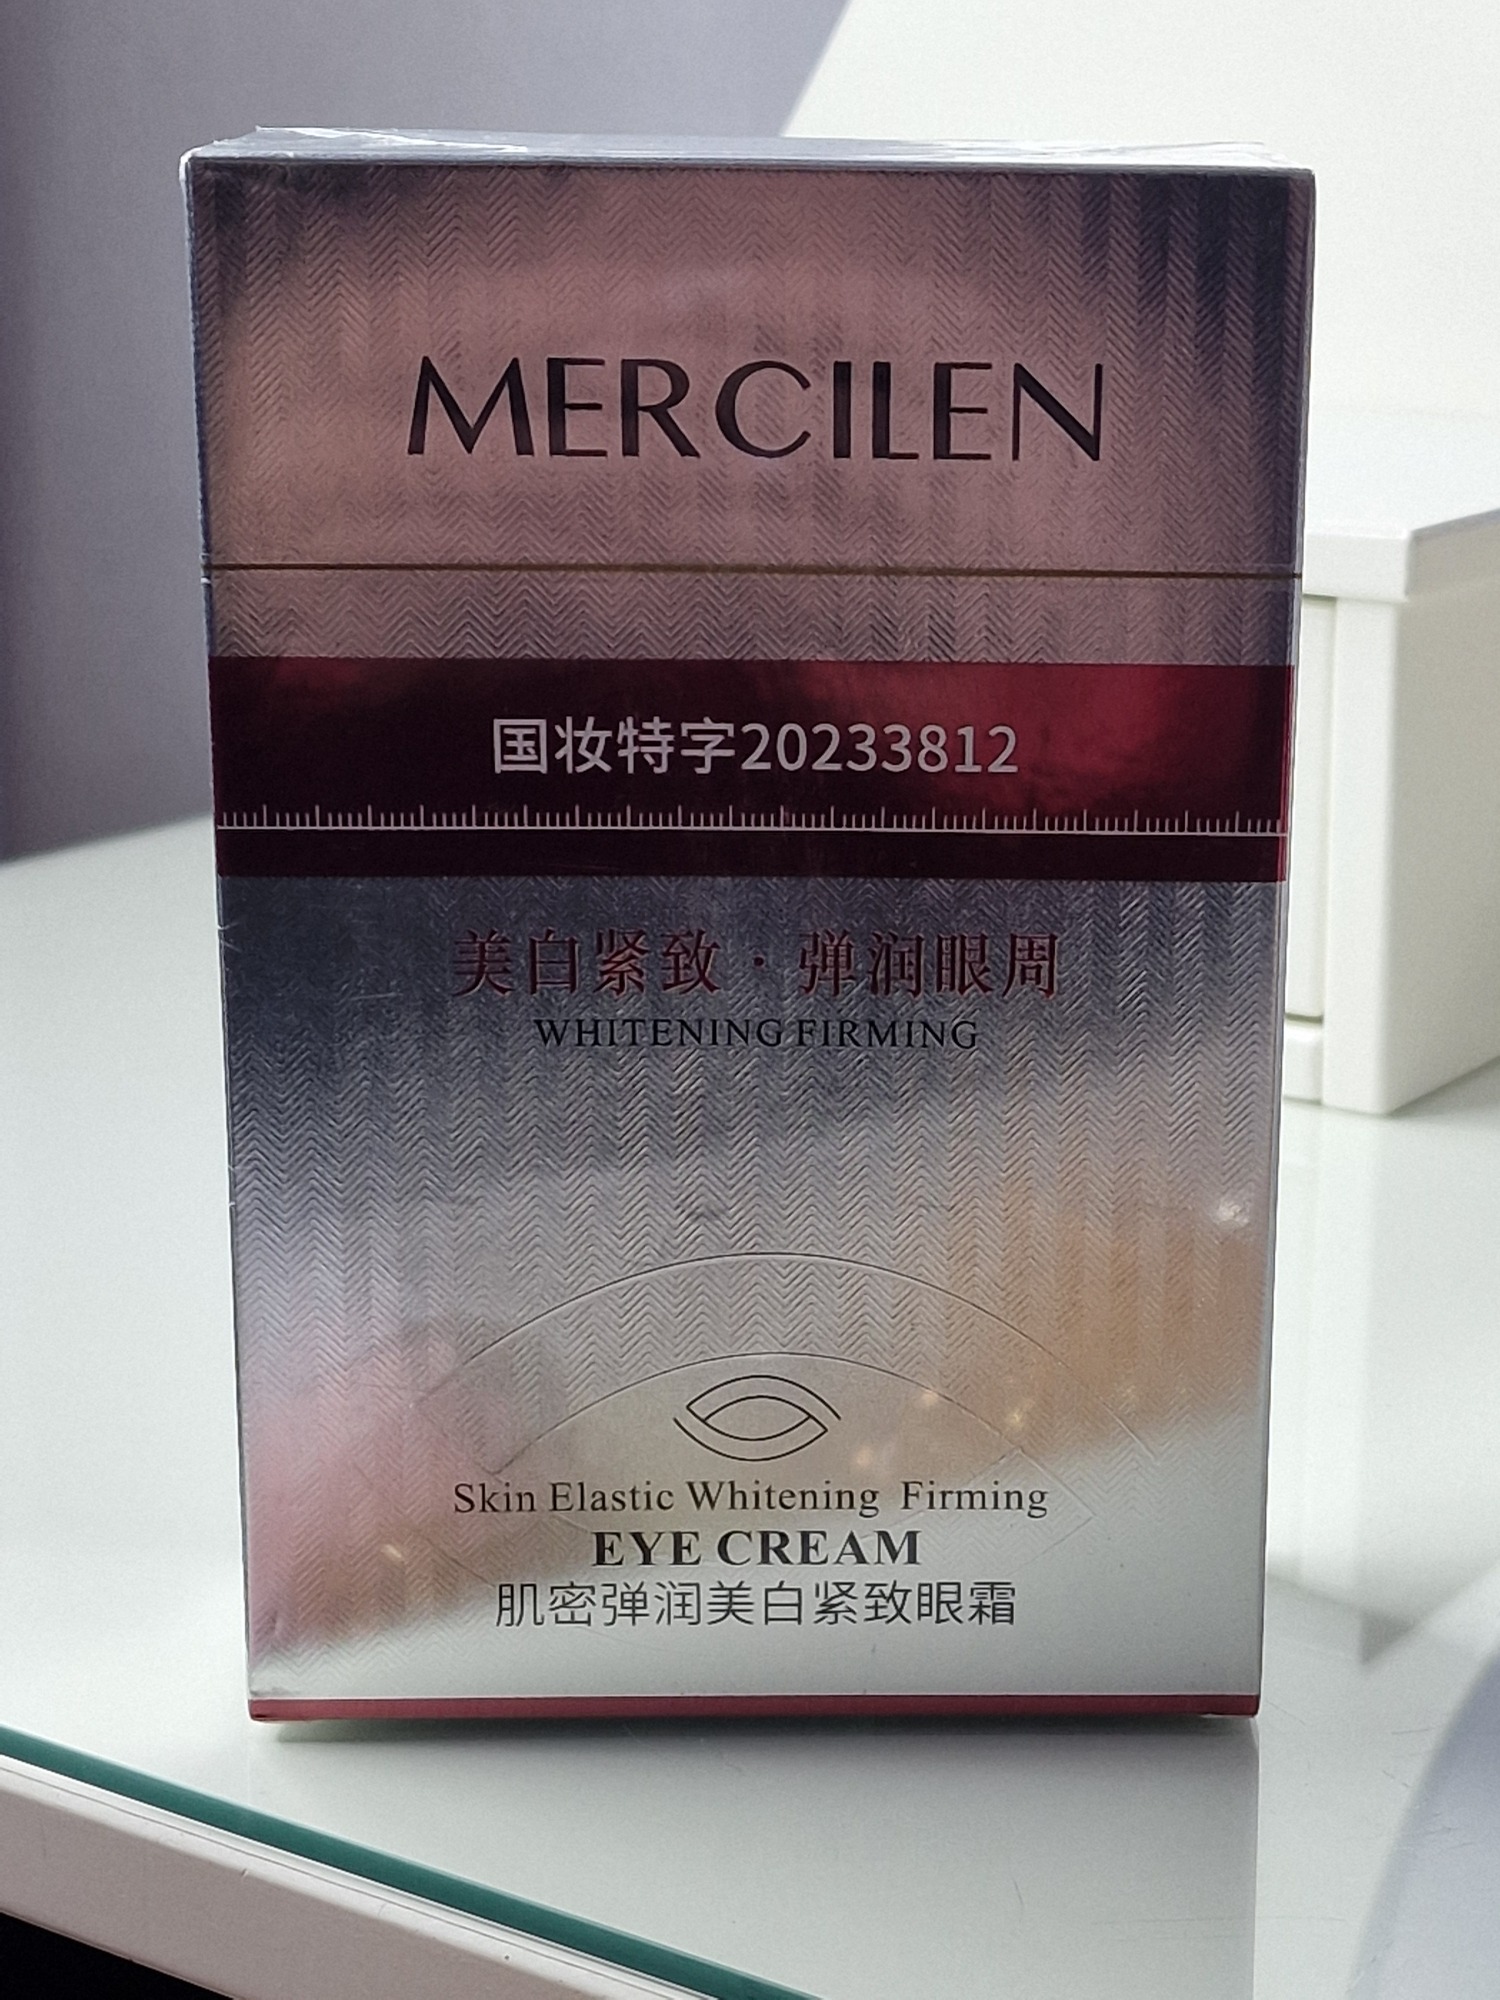 MERCILEN
国妆特字20233812
美白紧致·弹润眼周
WHITENING FIRMING
Skin Elastic Whitening Firming
EYE CREAM
肌密弹润美白紧致眼霜